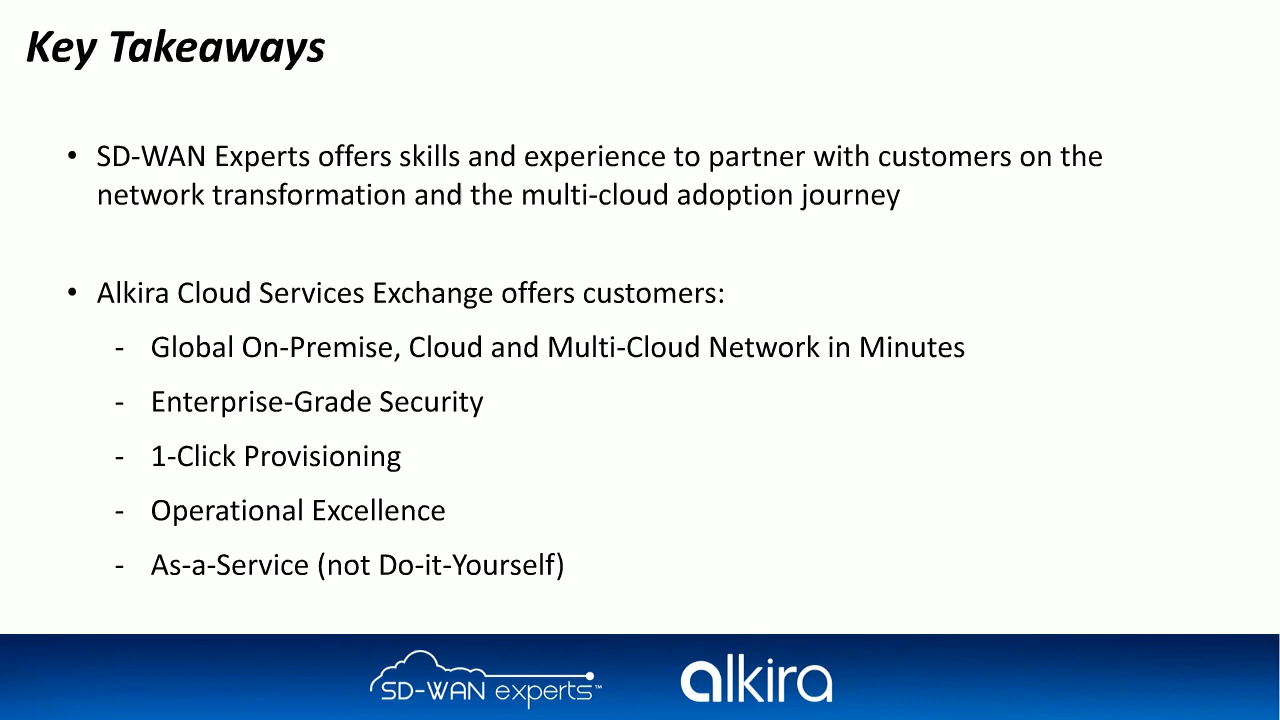 Key Takeaways
• SD-WAN Experts offers skills and experience to partner with customers on the
network transformation and the multi-cloud adoption journey
• Alkira Cloud Services Exchange offers customers:
- Global On-Premise, Cloud and Multi-Cloud Network in Minutes
- Enterprise-Grade Security
- 1-Click Provisioning
- Operational Excellence
- As-a-Service (not Do-it-Yourself)
SD-WAN experts™ alkira